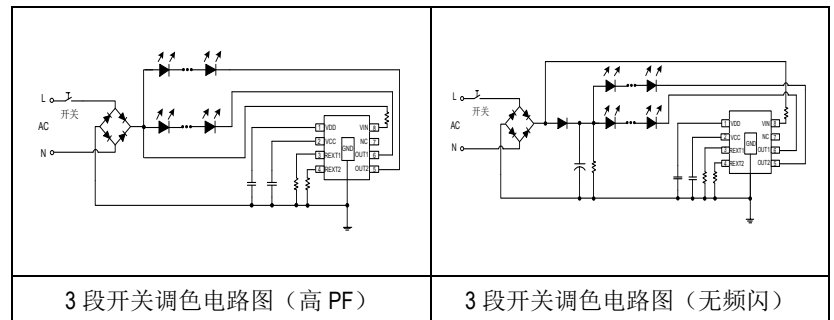 L
开关
AC
N
1 VDD VIN 8
2 VCC NC 7
3 REXT1 GND OUT1 6
4 REXT2 OUT2 5
L
开关
AC
N
1 VDD VIN 8
2 VCC NC 7
3 REXT1 GND OUT1 6
4 REXT2 OUT2 5
3 段开关调色电路图（高 PF）
3 段开关调色电路图（无频闪）